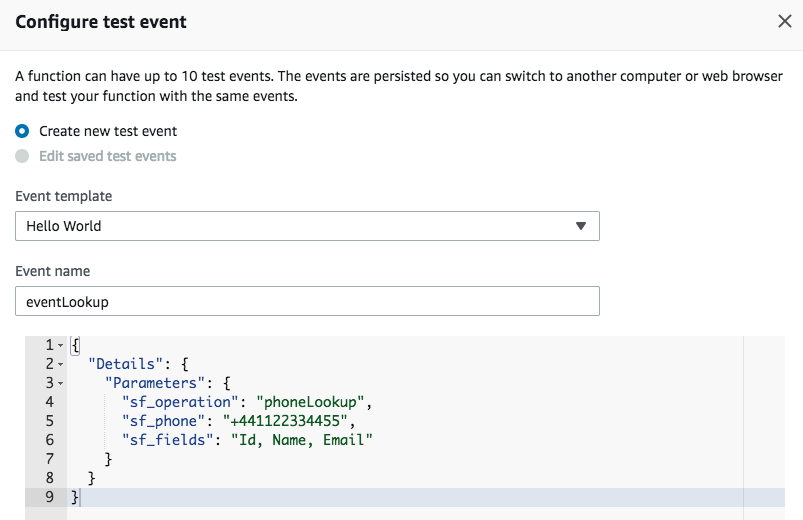 Configure test event
A function can have up to 10 test events. The events are persisted so you can switch to another computer or web browser
and test your function with the same events.
Create new test event
Edit saved test events
Event template
Hello World
Event name
eventLookup
1 {
2   "Details": {
3     "Parameters": {
4       "sf_operation": "phoneLookup",
5       "sf_phone": "+441122334455",
6       "sf_fields": "Id, Name, Email"
7     }
8   }
9 }